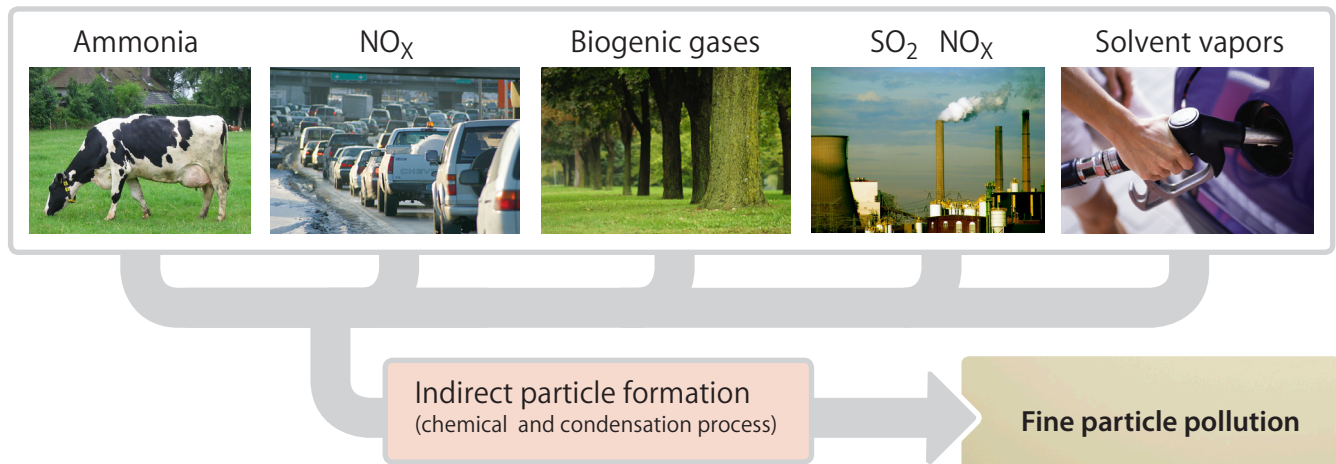 Ammonia
NOX
Biogenic gases
SO2 NOX
Solvent vapors
Indirect particle formation
(chemical and condensation process)
Fine particle pollution